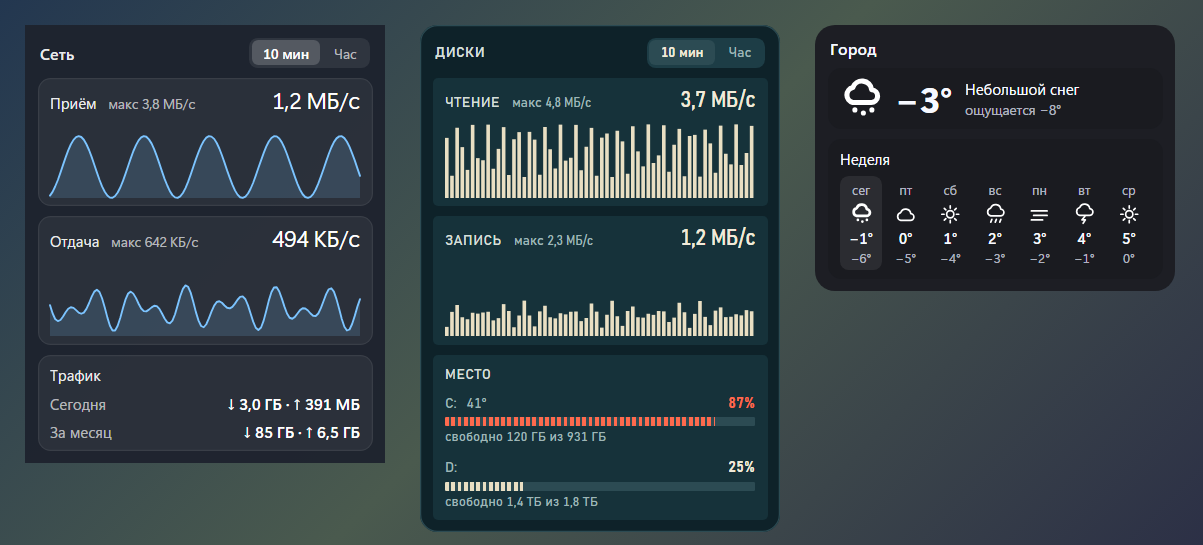 Сеть 10 мин Час
Приём макс 3,8 МБ/с 1,2 МБ/с
Отдача макс 642 КБ/с 494 КБ/с
Трафик
Сегодня ↓ 3,0 ГБ · ↑ 391 МБ
За месяц ↓ 85 ГБ · ↑ 6,5 ГБ
ДИСКИ 10 мин Час
ЧТЕНИЕ макс 4,8 МБ/с 3,7 МБ/с
ЗАПИСЬ макс 2,3 МБ/с 1,2 МБ/с
МЕСТО
C: 41° 87%
свободно 120 ГБ из 931 ГБ
D: 25%
свободно 1,4 ТБ из 1,8 ТБ
Город
−3° Небольшой снег
ощущается −8°
Неделя
сег пт сб вс пн вт ср
−1° 0° 1° 2° 3° 4° 5°
−6° −5° −4° −3° −2° −1° 0°